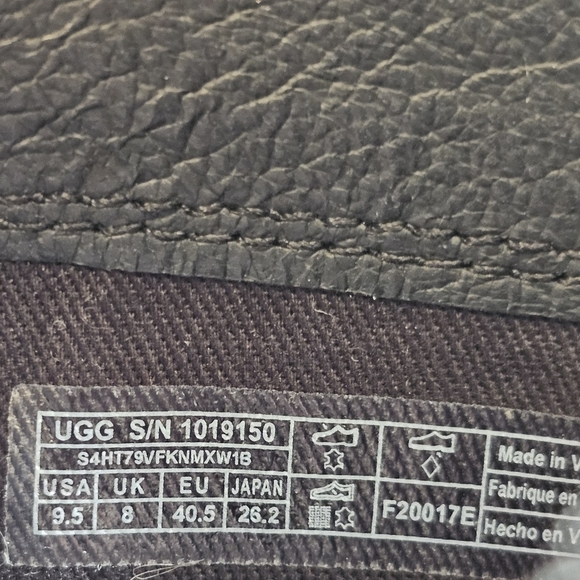 UGG S/N 1019150
S4HT79VFKNMXW1B
USA UK EU JAPAN
9.5 8 40.5 26.2
F20017E
Made in V
Fabrique en
Hecho en V